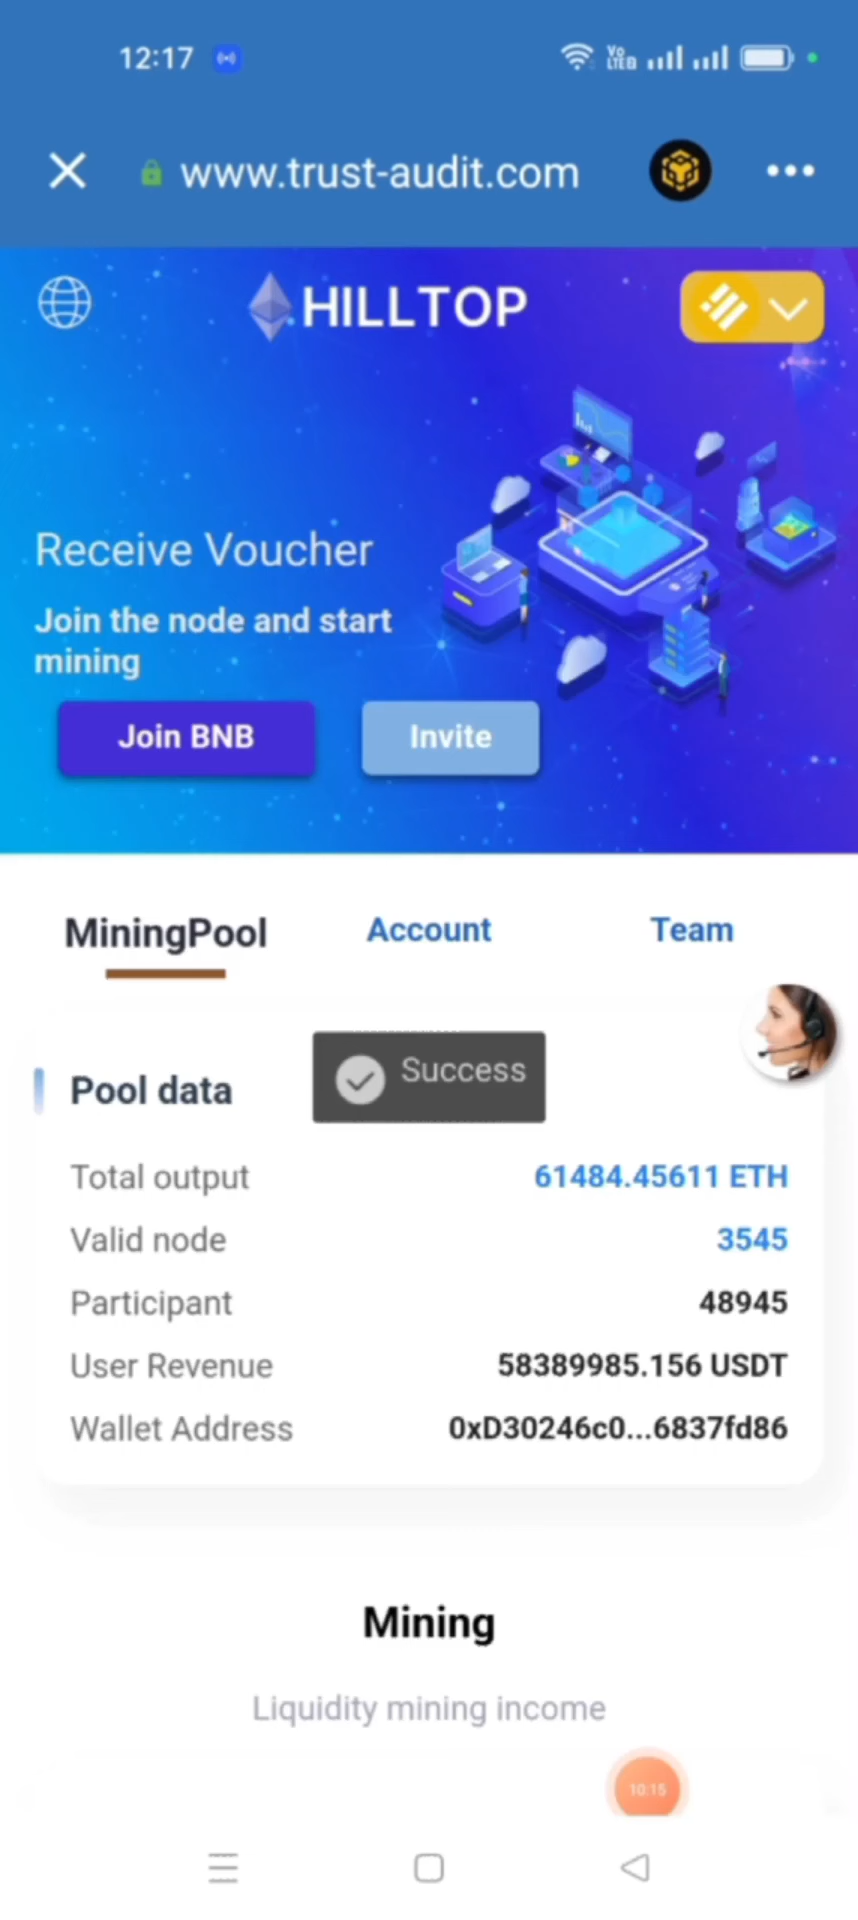 12:17
Vo
LTE
www.trust-audit.com
HILLTOP
Receive Voucher
Join the node and start
mining
Join BNB
Invite
MiningPool
Account
Team
Success
Pool data
Total output
61484.45611 ETH
Valid node
3545
Participant
48945
User Revenue
58389985.156 USDT
Wallet Address
0xD30246c0...6837fd86
Mining
Liquidity mining income
10:15